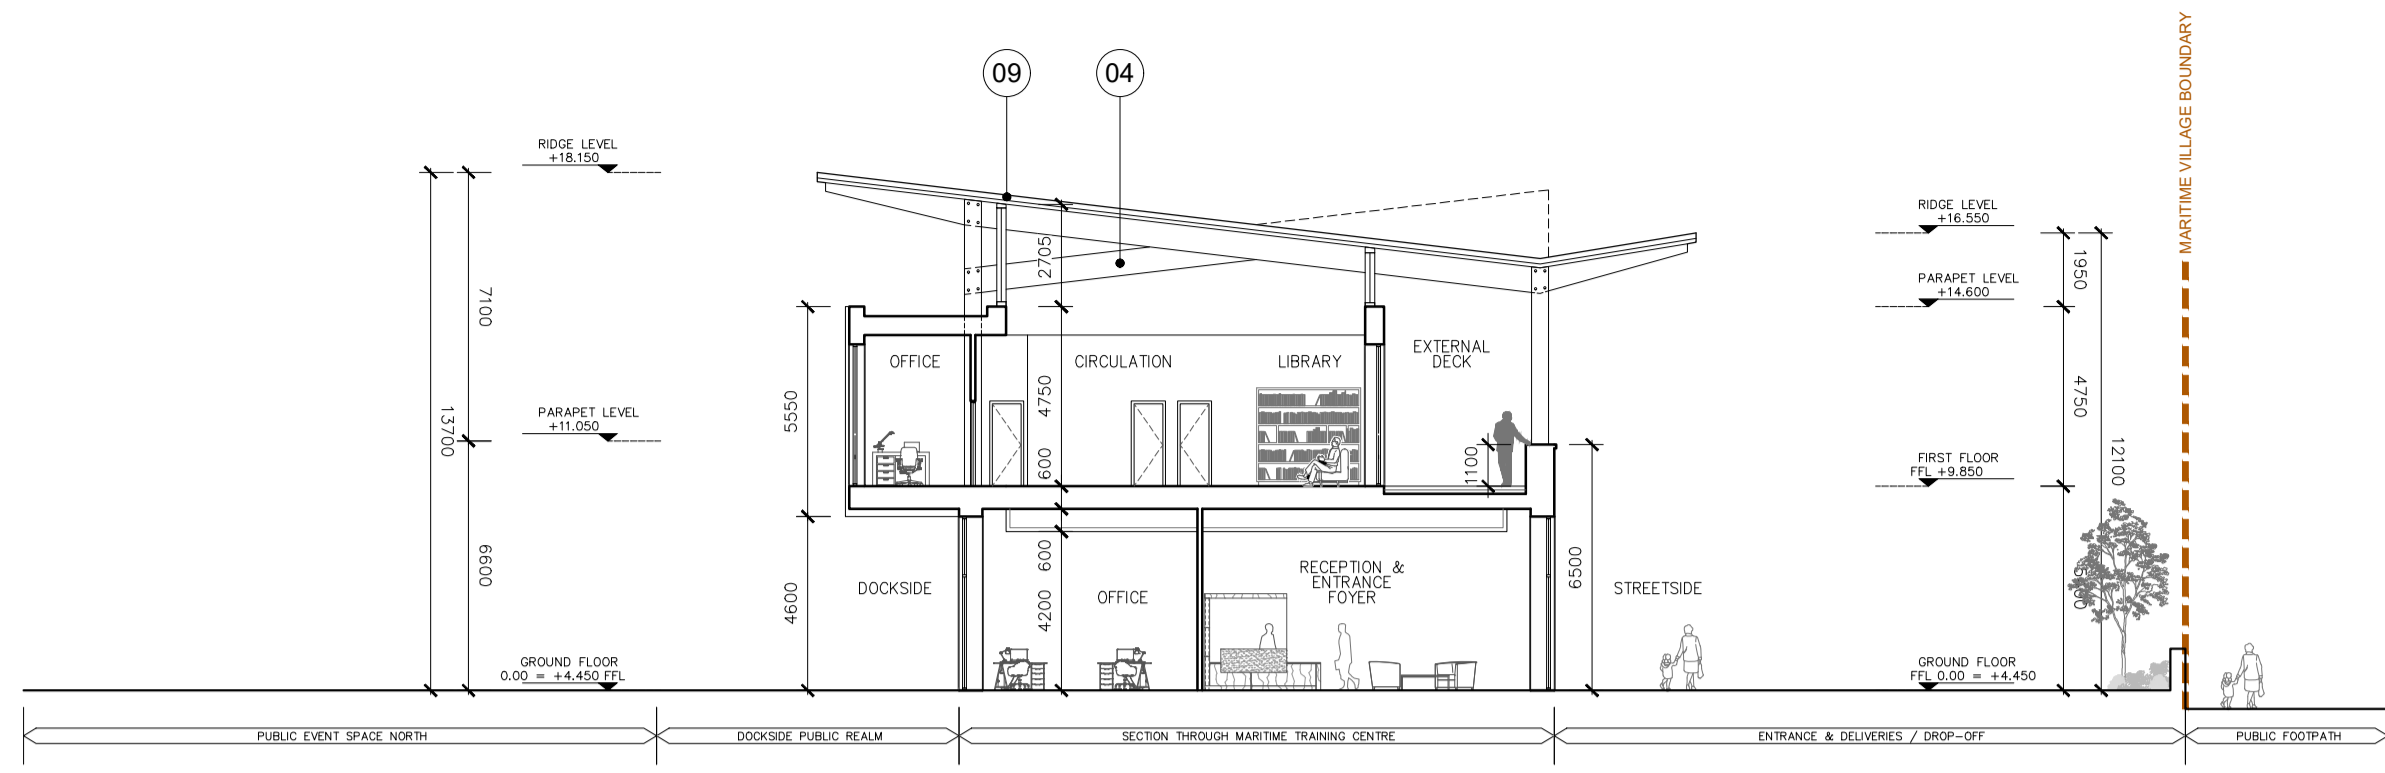 09
04
MARITIME VILLAGE BOUNDARY
RIDGE LEVEL
+18.150
RIDGE LEVEL
+16.550
7100
13700
2705
1950
PARAPET LEVEL
+14.600
OFFICE
CIRCULATION
LIBRARY
EXTERNAL
DECK
PARAPET LEVEL
+11.050
5550
4750
4750
600
1100
12100
FIRST FLOOR
FFL +9.850
6600
4600
DOCKSIDE
600
4200
OFFICE
RECEPTION &
ENTRANCE
FOYER
6500
STREETSIDE
GROUND FLOOR
0.00 = +4.450 FFL
GROUND FLOOR
FFL 0.00 = +4.450
PUBLIC EVENT SPACE NORTH
DOCKSIDE PUBLIC REALM
SECTION THROUGH MARITIME TRAINING CENTRE
ENTRANCE & DELIVERIES / DROP-OFF
PUBLIC FOOTPATH